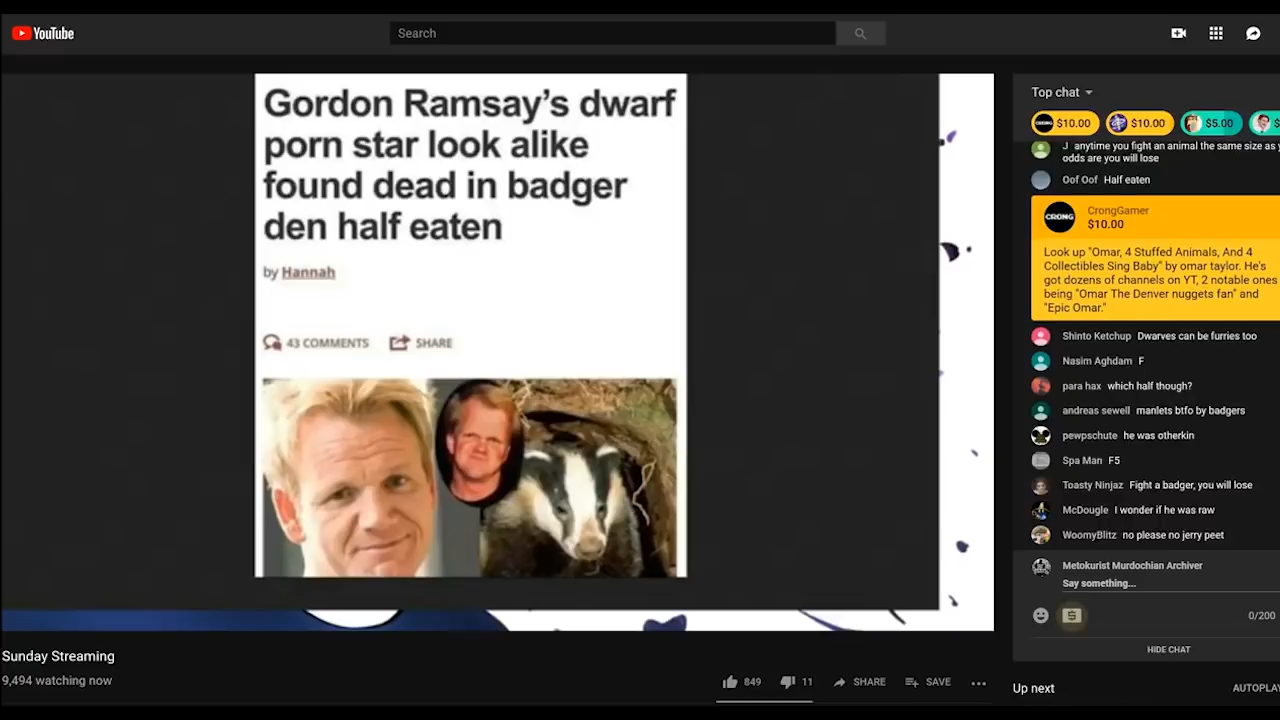 YouTube
Search
Gordon Ramsay's dwarf
porn star look alike
found dead in badger
den half eaten
by Hannah
43 COMMENTS SHARE
Sunday Streaming
9,494 watching now
849 11 SHARE SAVE
Top chat
CRONG $10.00 $10.00 $5.00 $
J anytime you fight an animal the same size as y
odds are you will lose
Oof Oof Half eaten
CRONG
CrongGamer
$10.00
Look up "Omar, 4 Stuffed Animals, And 4
Collectibles Sing Baby" by omar taylor. He's
got dozens of channels on YT, 2 notable ones
being "Omar The Denver nuggets fan" and
"Epic Omar."
Shinto Ketchup Dwarves can be furries too
Nasim Aghdam F
para hax which half though?
andreas sewell manlets btfo by badgers
pewpschute he was otherkin
Spa Man F5
Toasty Ninjaz Fight a badger, you will lose
McDougle I wonder if he was raw
WoomyBlitz no please no jerry peet
Metokurist Murdochian Archiver
Say something...
0/200
HIDE CHAT
Up next AUTOPLAY